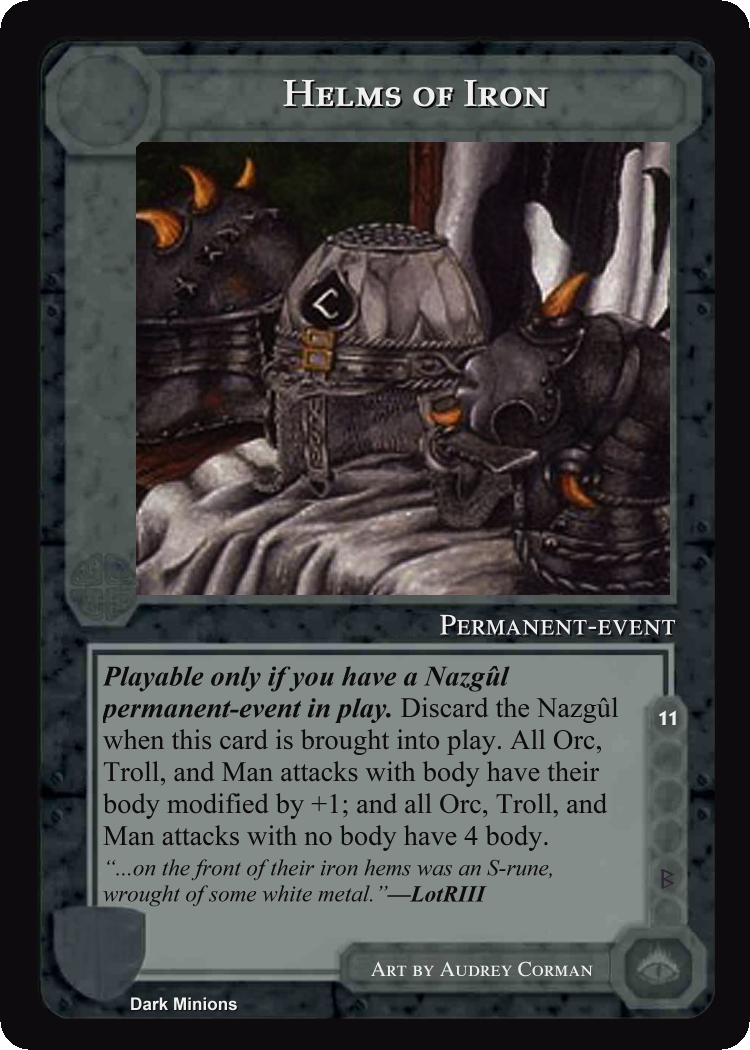 Helms of Iron
Permanent-event
Playable only if you have a Nazgûl
permanent-event in play. Discard the Nazgûl
when this card is brought into play. All Orc,
Troll, and Man attacks with body have their
body modified by +1; and all Orc, Troll, and
Man attacks with no body have 4 body.
“...on the front of their iron hems was an S-rune,
wrought of some white metal.”—LotRIII
11
Art by Audrey Corman
Dark Minions